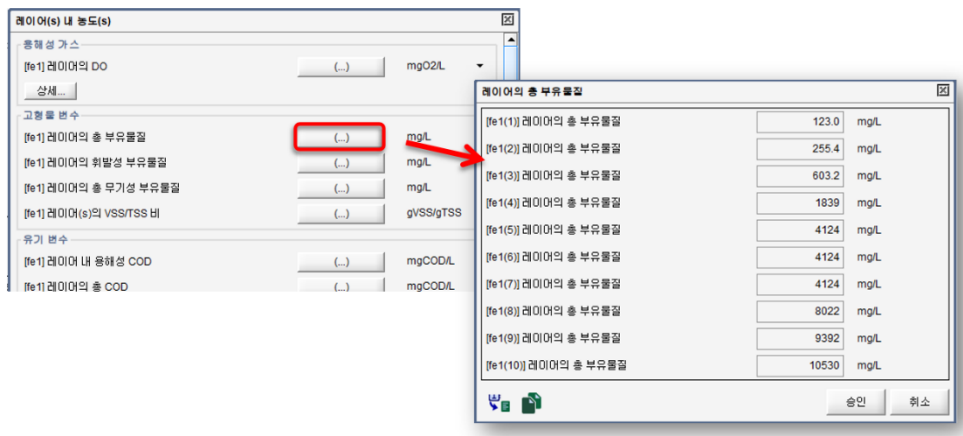 레이어(s) 내 농도(s)
용해성 가스
[fe1] 레이어의 DO (...) mgO2/L
상세...
고형물 변수
[fe1] 레이어의 총 부유물질 (...) mg/L
[fe1] 레이어의 휘발성 부유물질 (...) mg/L
[fe1] 레이어의 총 무기성 부유물질 (...) mg/L
[fe1] 레이어(s)의 VSS/TSS 비 (...) gVSS/gTSS
유기 변수
[fe1] 레이어 내 용해성 COD (...) mgCOD/L
[fe1] 레이어의 총 COD (...) mgCOD/L
레이어의 총 부유물질
[fe1(1)] 레이어의 총 부유물질 123.0 mg/L
[fe1(2)] 레이어의 총 부유물질 255.4 mg/L
[fe1(3)] 레이어의 총 부유물질 603.2 mg/L
[fe1(4)] 레이어의 총 부유물질 1839 mg/L
[fe1(5)] 레이어의 총 부유물질 4124 mg/L
[fe1(6)] 레이어의 총 부유물질 4124 mg/L
[fe1(7)] 레이어의 총 부유물질 4124 mg/L
[fe1(8)] 레이어의 총 부유물질 8022 mg/L
[fe1(9)] 레이어의 총 부유물질 9392 mg/L
[fe1(10)] 레이어의 총 부유물질 10530 mg/L
승인 취소